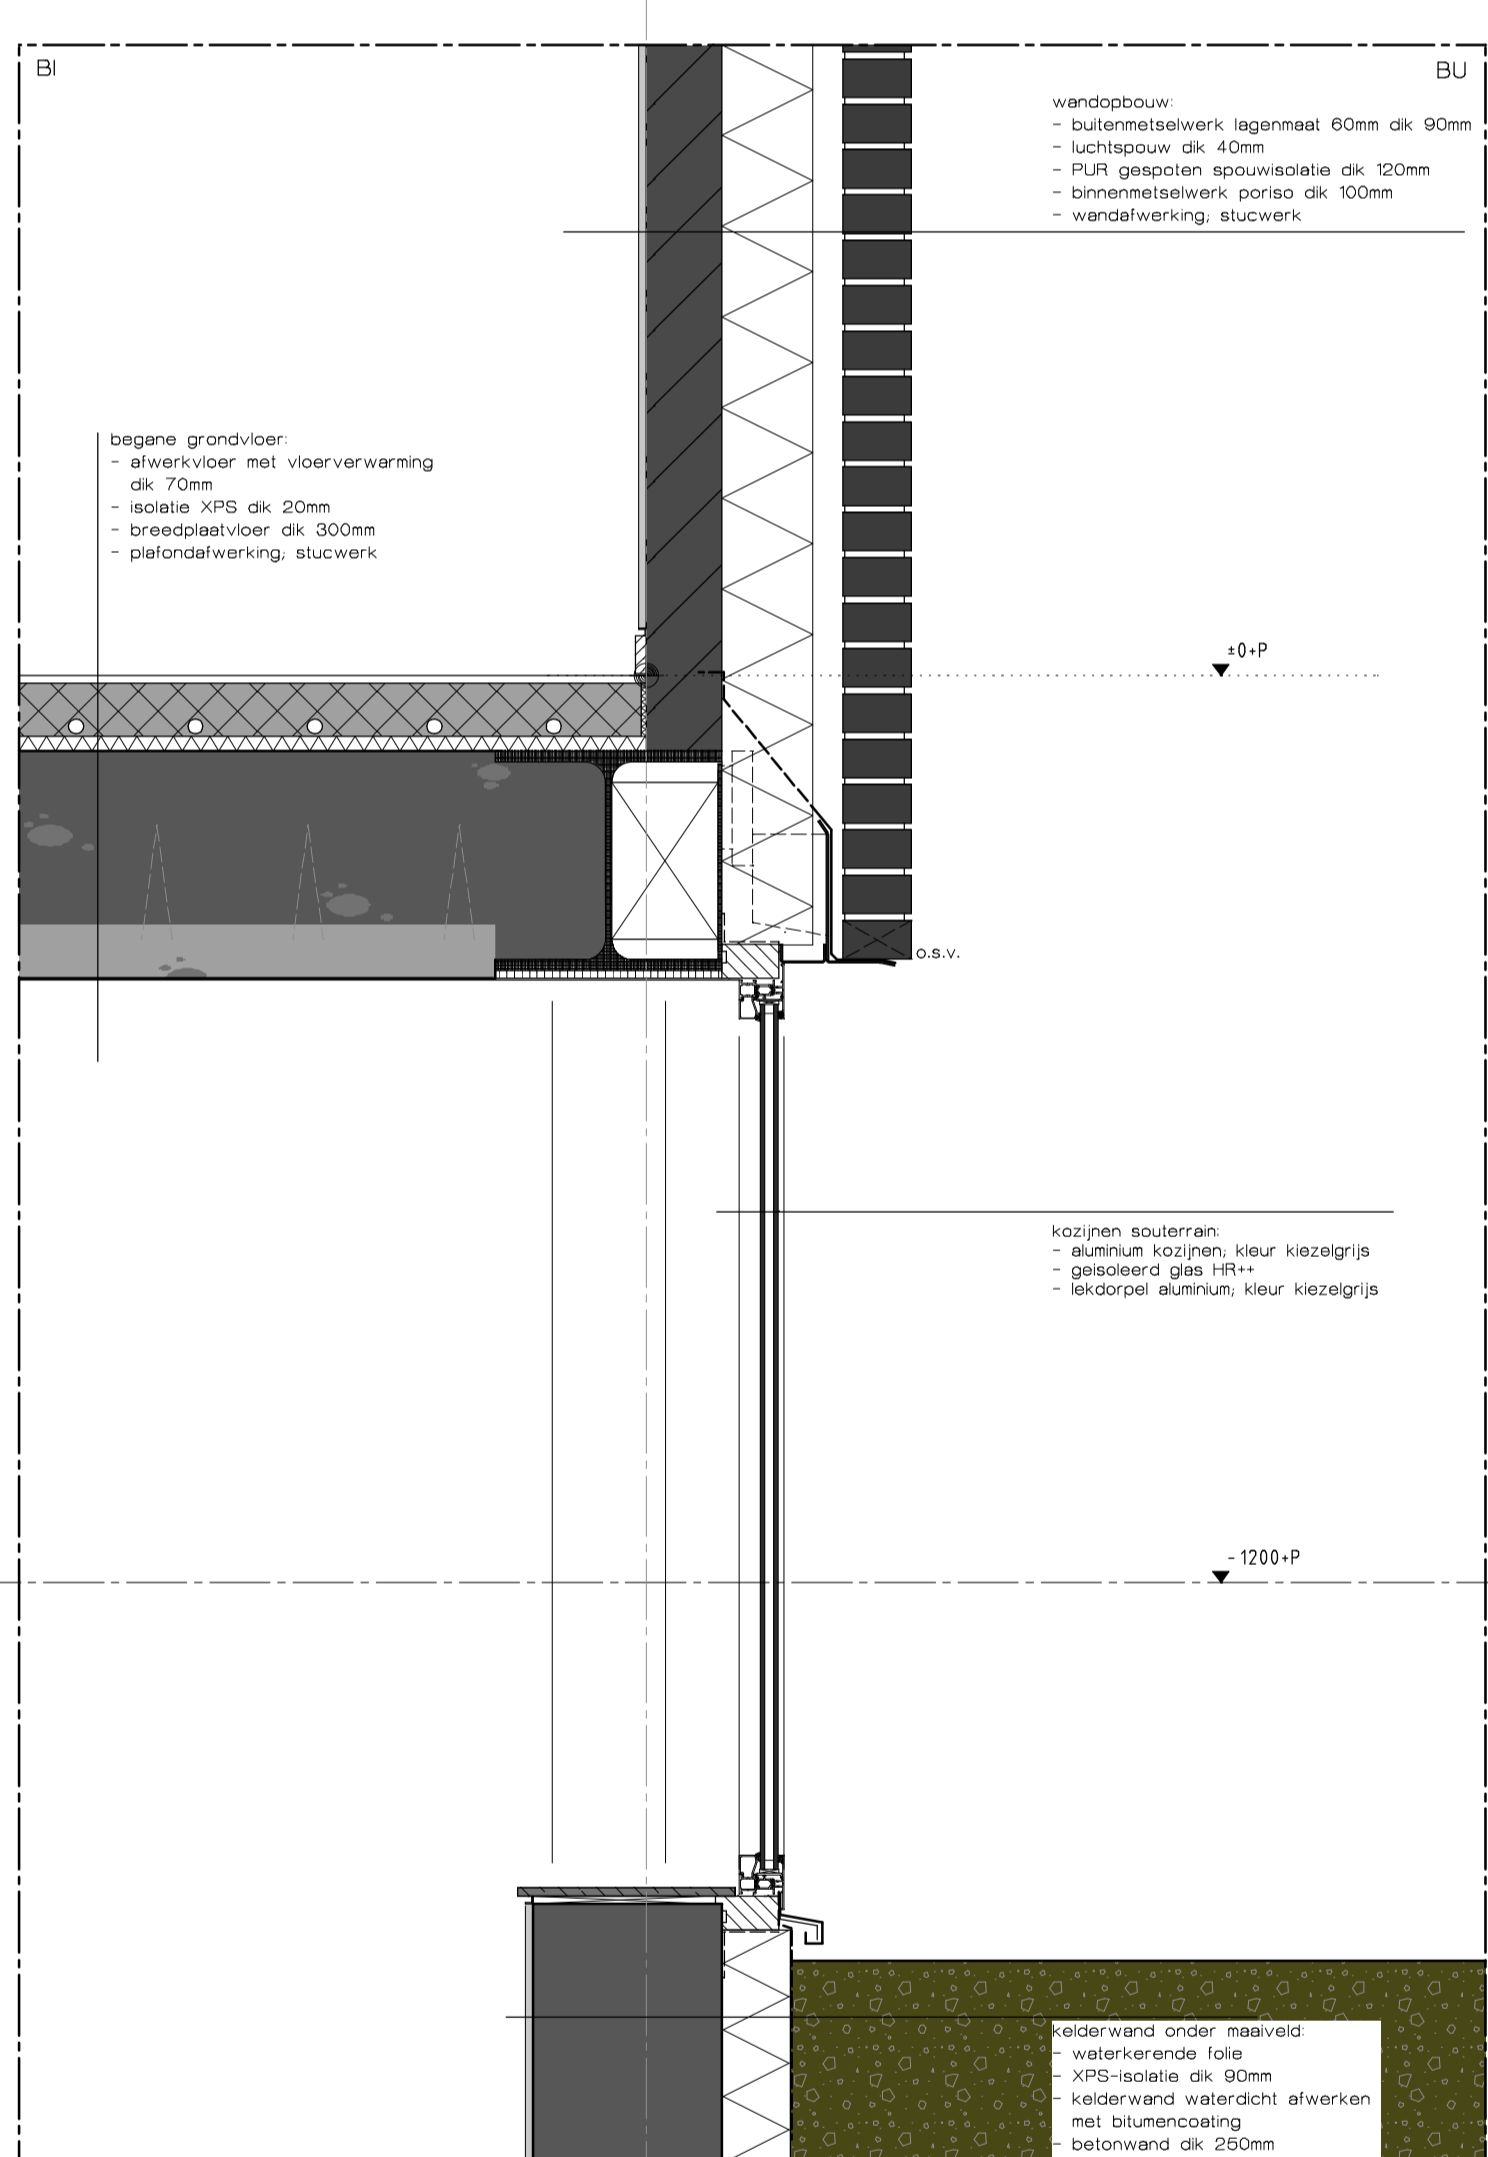 BI
BU
wandopbouw:
- buitenmetselwerk lagenmaat 60mm dik 90mm
- luchtspouw dik 40mm
- PUR gespoten spouwisolatie dik 120mm
- binnenmetselwerk poriso dik 100mm
- wandafwerking; stucwerk
begane grondvloer:
- afwerkvloer met vloerverwarming
dik 70mm
- isolatie XPS dik 20mm
- breedplaatvloer dik 300mm
- plafondafwerking; stucwerk
±0+P
o.s.v.
kozijnen souterrain:
- aluminium kozijnen; kleur kiezelgrijs
- geisoleerd glas HR++
- lekdorpel aluminium; kleur kiezelgrijs
- 1200+P
kelderwand onder maaiveld:
- waterkerende folie
- XPS-isolatie dik 90mm
- kelderwand waterdicht afwerken
met bitumencoating
- betonwand dik 250mm